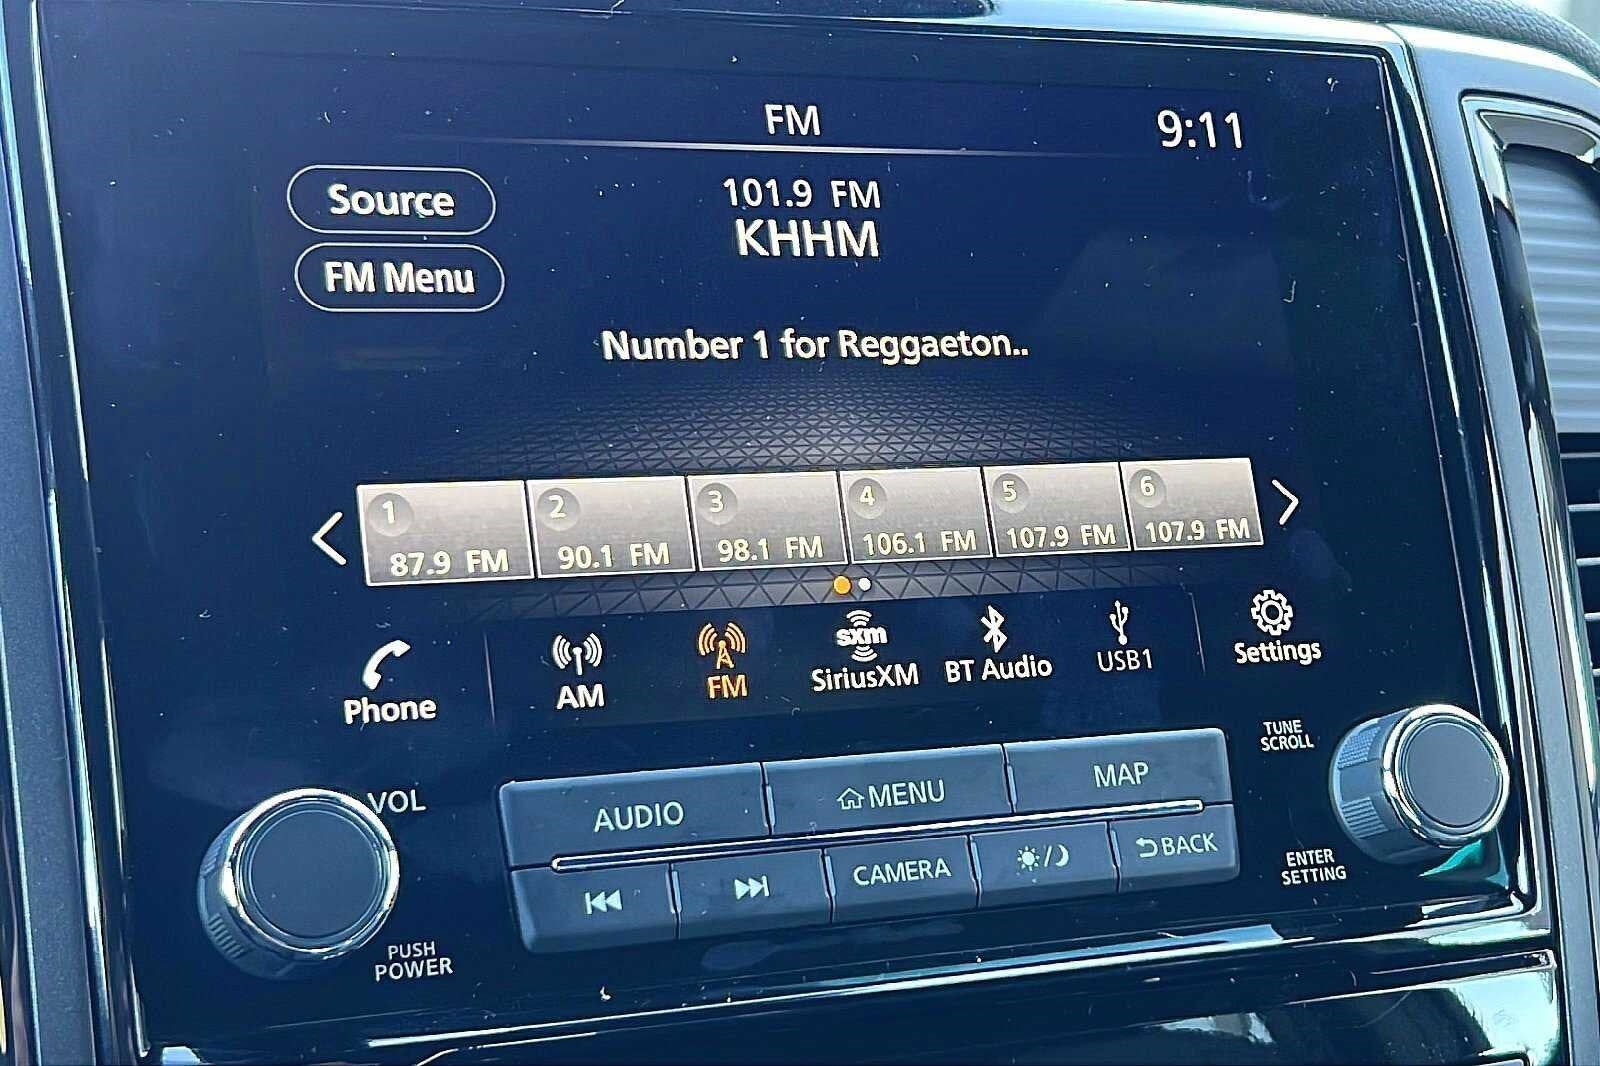 FM
9:11
Source
101.9 FM
KHHM
FM Menu
Number 1 for Reggaeton..
1 2 3 4 5 6
87.9 FM 90.1 FM 98.1 FM 106.1 FM 107.9 FM 107.9 FM
sxm
Phone AM FM SiriusXM BT Audio USB1 Settings
VOL
TUNE
SCROLL
AUDIO MENU MAP
CAMERA BACK
PUSH
POWER
ENTER
SETTING